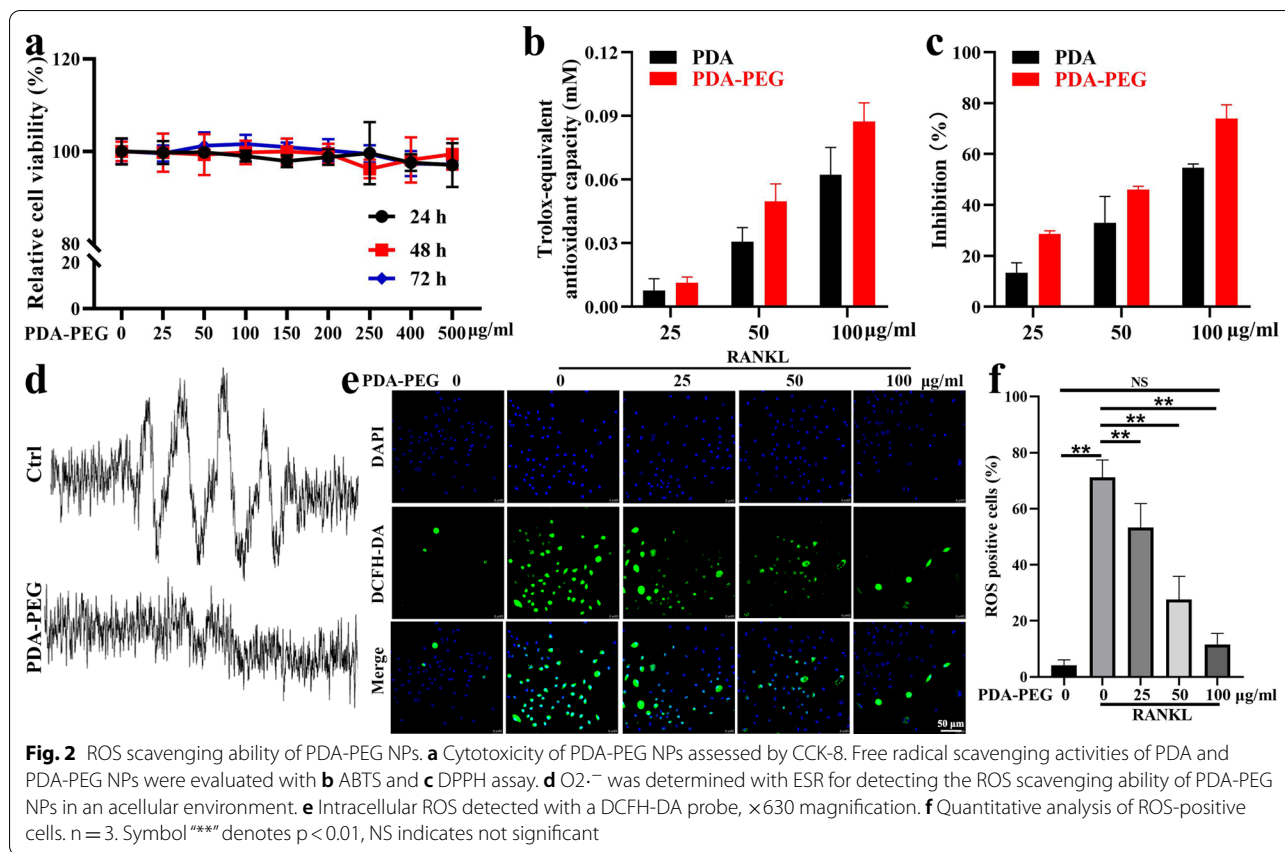 a
Relative cell viability (%)
120
100
80
20
0
24 h
48 h
72 h
PDA-PEG 0 25 50 100 150 200 250 400 500 μg/ml
b
Trolox-equivalent
antioxidant capacity (mM)
0.12
0.09
0.06
0.03
0.00
PDA
PDA-PEG
25 50 100 μg/ml
c
Inhibition (%)
100
80
60
40
20
0
PDA
PDA-PEG
25 50 100 μg/ml
d
Ctrl
PDA-PEG
e
RANKL
PDA-PEG 0 0 25 50 100 μg/ml
DAPI
DCFH-DA
Merge
50 μm
f
ROS positive cells (%)
100
80
60
40
20
0
NS
**
**
**
**
PDA-PEG 0 0 25 50 100 μg/ml
RANKL
Fig. 2 ROS scavenging ability of PDA-PEG NPs. a Cytotoxicity of PDA-PEG NPs assessed by CCK-8. Free radical scavenging activities of PDA and
PDA-PEG NPs were evaluated with b ABTS and c DPPH assay. d O2·− was determined with ESR for detecting the ROS scavenging ability of PDA-PEG
NPs in an acellular environment. e Intracellular ROS detected with a DCFH-DA probe, ×630 magnification. f Quantitative analysis of ROS-positive
cells. n = 3. Symbol "**" denotes p < 0.01, NS indicates not significant